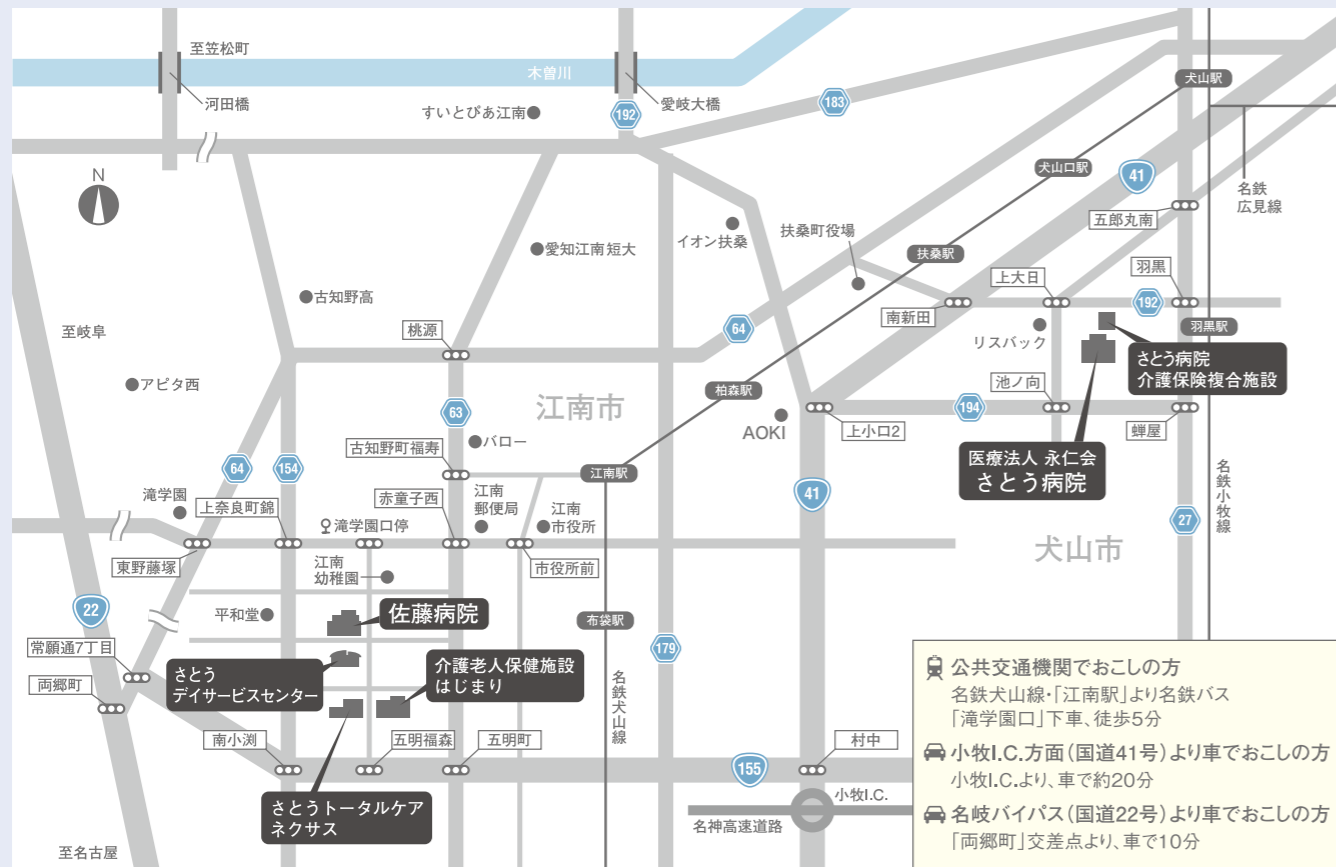 至笠松町
木曽川
河田橋
愛岐大橋
すいとぴあ江南
192
183
犬山駅
N
犬山口駅
41
名鉄
広見線
五郎丸南
イオン扶桑
扶桑町役場
愛知江南短大
扶桑駅
上大日
羽黒
古知野高
192
南新田
桃源
64
羽黒駅
至岐阜
リスバック
さとう病院
介護保険複合施設
アピタ西
柏森駅
池ノ向
江南市
63
194
AOKI
上小口2
蝉屋
バロー
古知野町福寿
医療法人 永仁会
さとう病院
64
154
江南駅
名鉄小牧線
滝学園
上奈良町錦
赤童子西
江南
郵便局
江南
市役所
41
27
滝学園口停
犬山市
東野藤塚
江南
幼稚園
市役所前
22
平和堂
佐藤病院
布袋駅
常願通7丁目
179
さとう
デイサービスセンター
介護老人保健施設
はじまり
両郷町
名鉄犬山線
南小渕
五明福森
五明町
155
村中
さとうトータルケア
ネクサス
小牧I.C.
名神高速道路
至名古屋
公共交通機関でおこしの方
名鉄犬山線・「江南駅」より名鉄バス
「滝学園口」下車、徒歩5分
小牧I.C.方面(国道41号)より車でおこしの方
小牧I.C.より、車で約20分
名岐バイパス(国道22号)より車でおこしの方
「両郷町」交差点より、車で10分